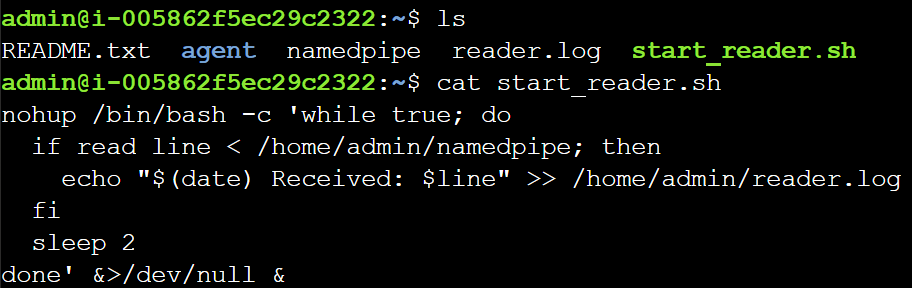 admin@i-005862f5ec29c2322:~$ ls
README.txt  agent  namedpipe  reader.log  start_reader.sh
admin@i-005862f5ec29c2322:~$ cat start_reader.sh
nohup /bin/bash -c 'while true; do
  if read line < /home/admin/namedpipe; then
    echo "$(date) Received: $line" >> /home/admin/reader.log
  fi
  sleep 2
done' &>/dev/null &